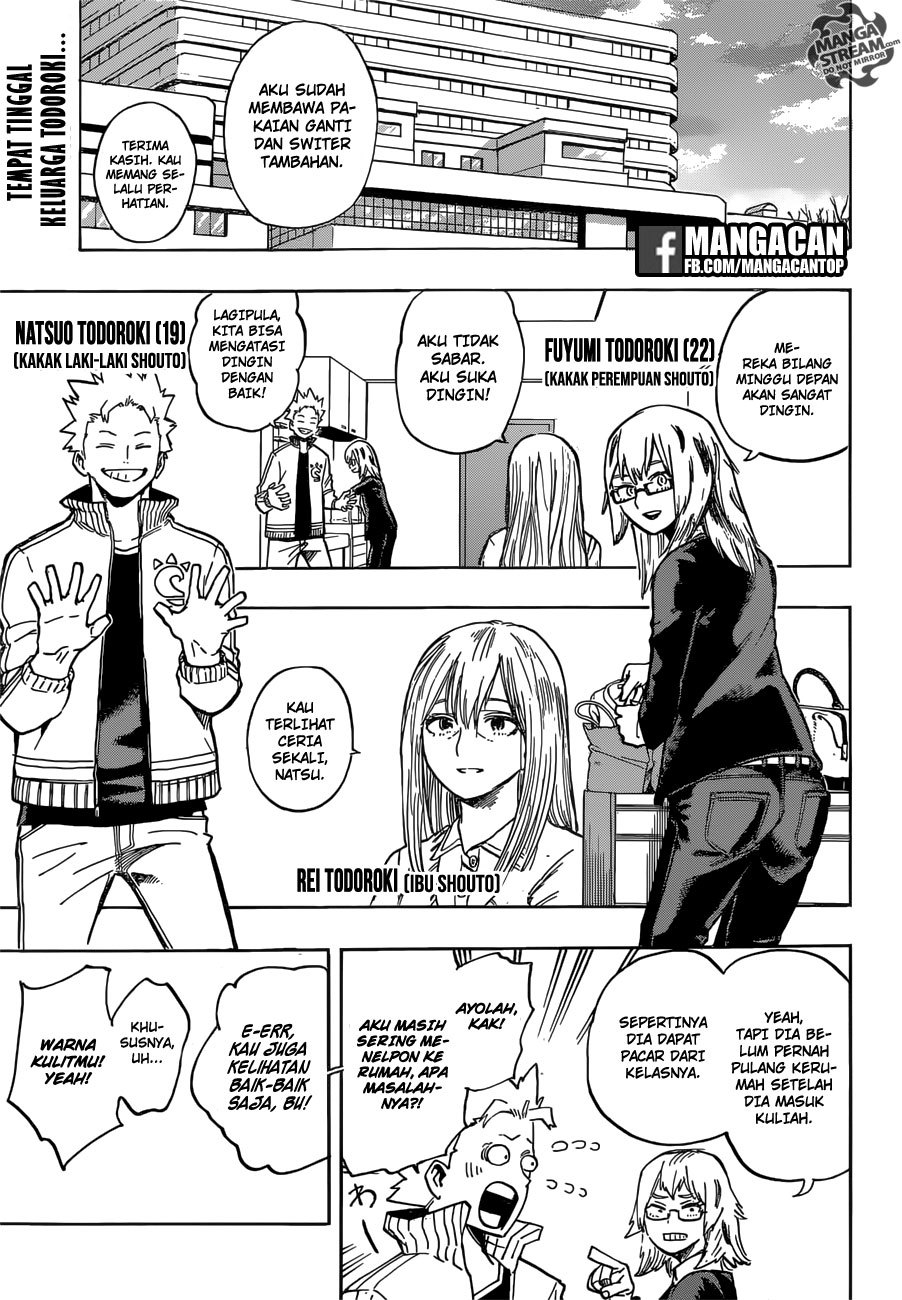 MANGA
STREAM.com
DO NOT MIRROR
TEMPAT TINGGAL
KELUARGA TODOROKI...
AKU SUDAH
MEMBAWA PA-
KAIAN GANTI
DAN SWITER
TAMBAHAN.
TERIMA
KASIH. KAU
MEMANG SE-
LALU PER-
HATIAN.
MANGACAN
FB.COM/MANGACANTOP
ME-
REKA BILANG
MINGGU DEPAN
AKAN SANGAT
DINGIN.
FUYUMI TODOROKI (22)
(KAKAK PEREMPUAN SHOUTO)
AKU TIDAK
SABAR.
AKU SUKA
DINGIN!
LAGIPULA,
KITA BISA
MENGATASI
DINGIN
DENGAN
BAIK!
NATSUO TODOROKI (19)
(KAKAK LAKI-LAKI SHOUTO)
KAU
TERLIHAT
CERIA
SEKALI,
NATSU.
REI TODOROKI (IBU SHOUTO)
YEAH,
TAPI DIA BE-
LUM PERNAH
PULANG KERU-
MAH SETELAH
DIA MASUK
KULIAH.
SEPERTINYA
DIA DAPAT
PACAR DARI
KELASNYA.
AYOLAH,
KAK!
AKU MASIH
SERING ME-
NELPON KE
RUMAH, APA
MASALAH-
NYA?!
わ
E-ERR,
KAU JUGA
KELIHATAN
BAIK-BAIK
SAJA, BU!
KHU-
SUSNYA,
UH...
WARNA
KULITMU!
YEAH!